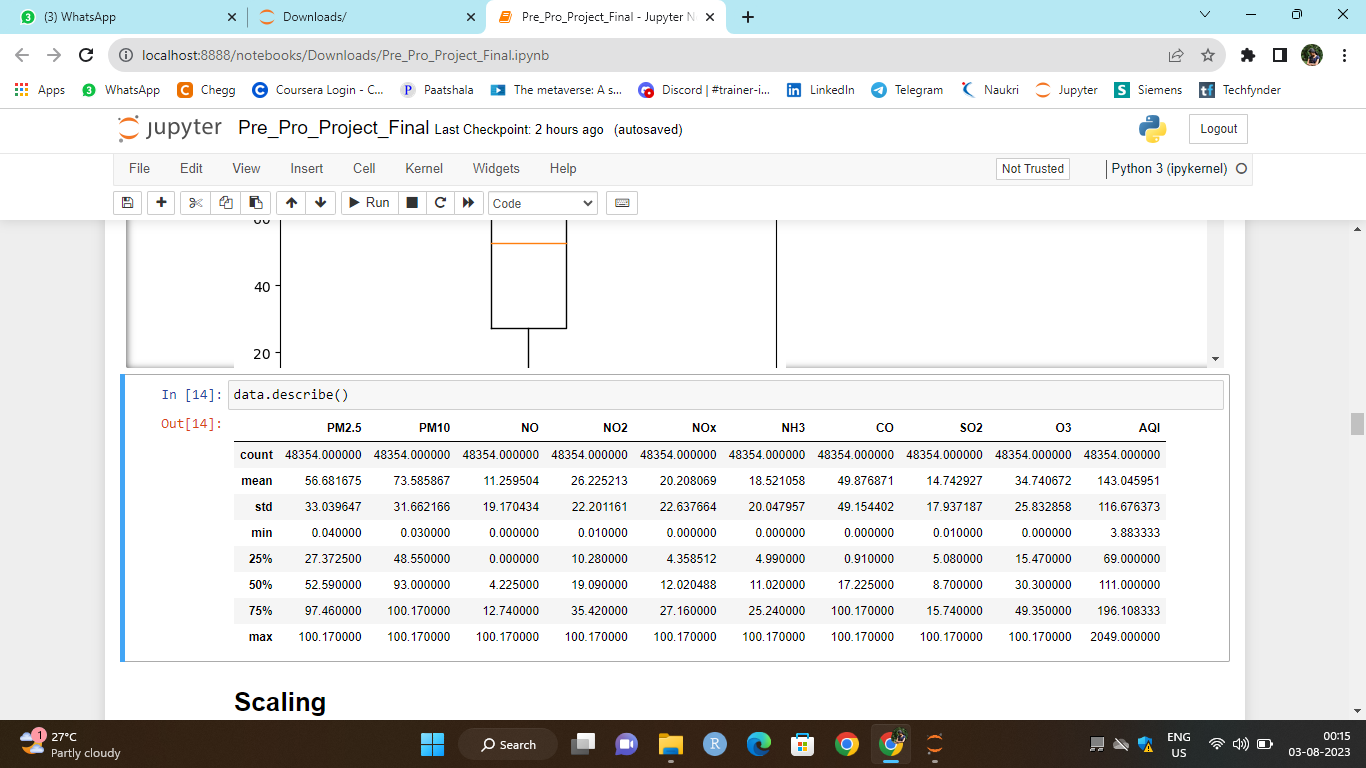 (3) WhatsApp
Downloads/
Pre_Pro_Project_Final - Jupyter N
localhost:8888/notebooks/Downloads/Pre_Pro_Project_Final.ipynb
Apps 3 WhatsApp C Chegg C Coursera Login - C... P Paatshala The metaverse: A s... Discord | #trainer-i... in LinkedIn Telegram Naukri Jupyter S Siemens tf Techfynder
jupyter Pre_Pro_Project_Final Last Checkpoint: 2 hours ago (autosaved) Logout
File Edit View Insert Cell Kernel Widgets Help Not Trusted Python 3 (ipykernel)
Run Code
60
40
20
In [14]: data.describe()
Out[14]:
PM2.5 PM10 NO NO2 NOx NH3 CO SO2 O3 AQI
count 48354.000000 48354.000000 48354.000000 48354.000000 48354.000000 48354.000000 48354.000000 48354.000000 48354.000000 48354.000000
mean 56.681675 73.585867 11.259504 26.225213 20.208069 18.521058 49.876871 14.742927 34.740672 143.045951
std 33.039647 31.662166 19.170434 22.201161 22.637664 20.047957 49.154402 17.937187 25.832858 116.676373
min 0.040000 0.030000 0.000000 0.010000 0.000000 0.000000 0.000000 0.010000 0.000000 3.883333
25% 27.372500 48.550000 0.000000 10.280000 4.358512 4.990000 0.910000 5.080000 15.470000 69.000000
50% 52.590000 93.000000 4.225000 19.090000 12.020488 11.020000 17.225000 8.700000 30.300000 111.000000
75% 97.460000 100.170000 12.740000 35.420000 27.160000 25.240000 100.170000 15.740000 49.350000 196.108333
max 100.170000 100.170000 100.170000 100.170000 100.170000 100.170000 100.170000 100.170000 100.170000 2049.000000
Scaling
1 27°C
Partly cloudy
Search
R
ENG
US
00:15
03-08-2023